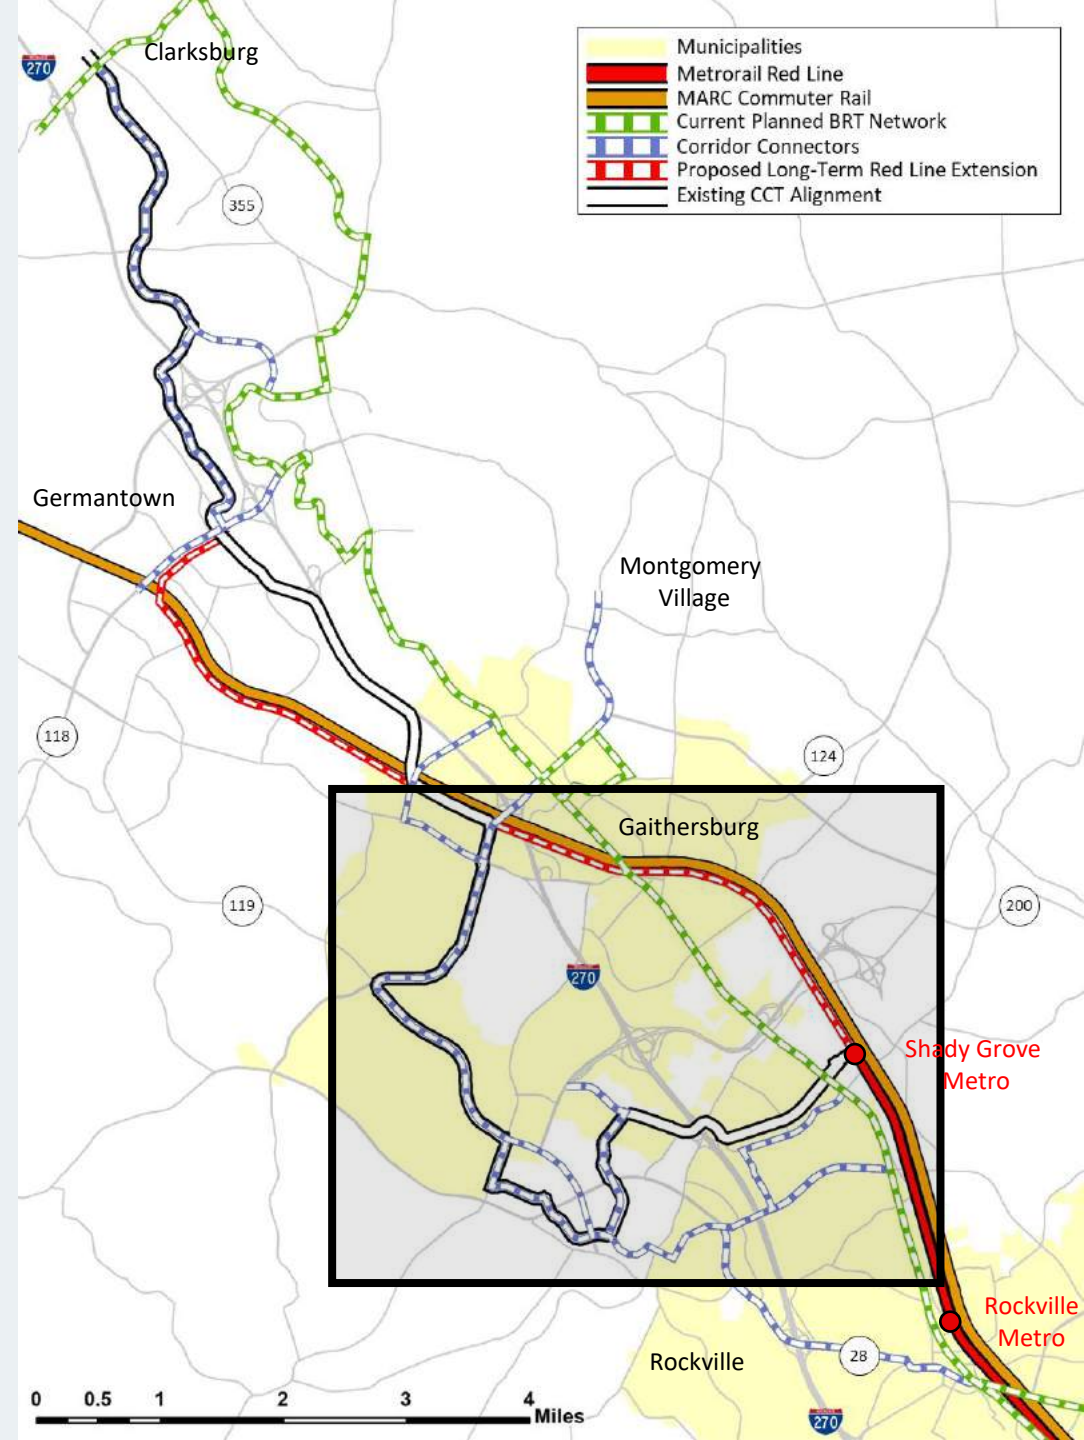 Clarksburg
270
355
Municipalities
Metrorail Red Line
MARC Commuter Rail
Current Planned BRT Network
Corridor Connectors
Proposed Long-Term Red Line Extension
Existing CCT Alignment
Germantown
Montgomery
Village
118
124
Gaithersburg
119
200
270
Shady Grove
Metro
Rockville
Metro
Rockville
28
0 0.5 1 2 3 4
Miles
270